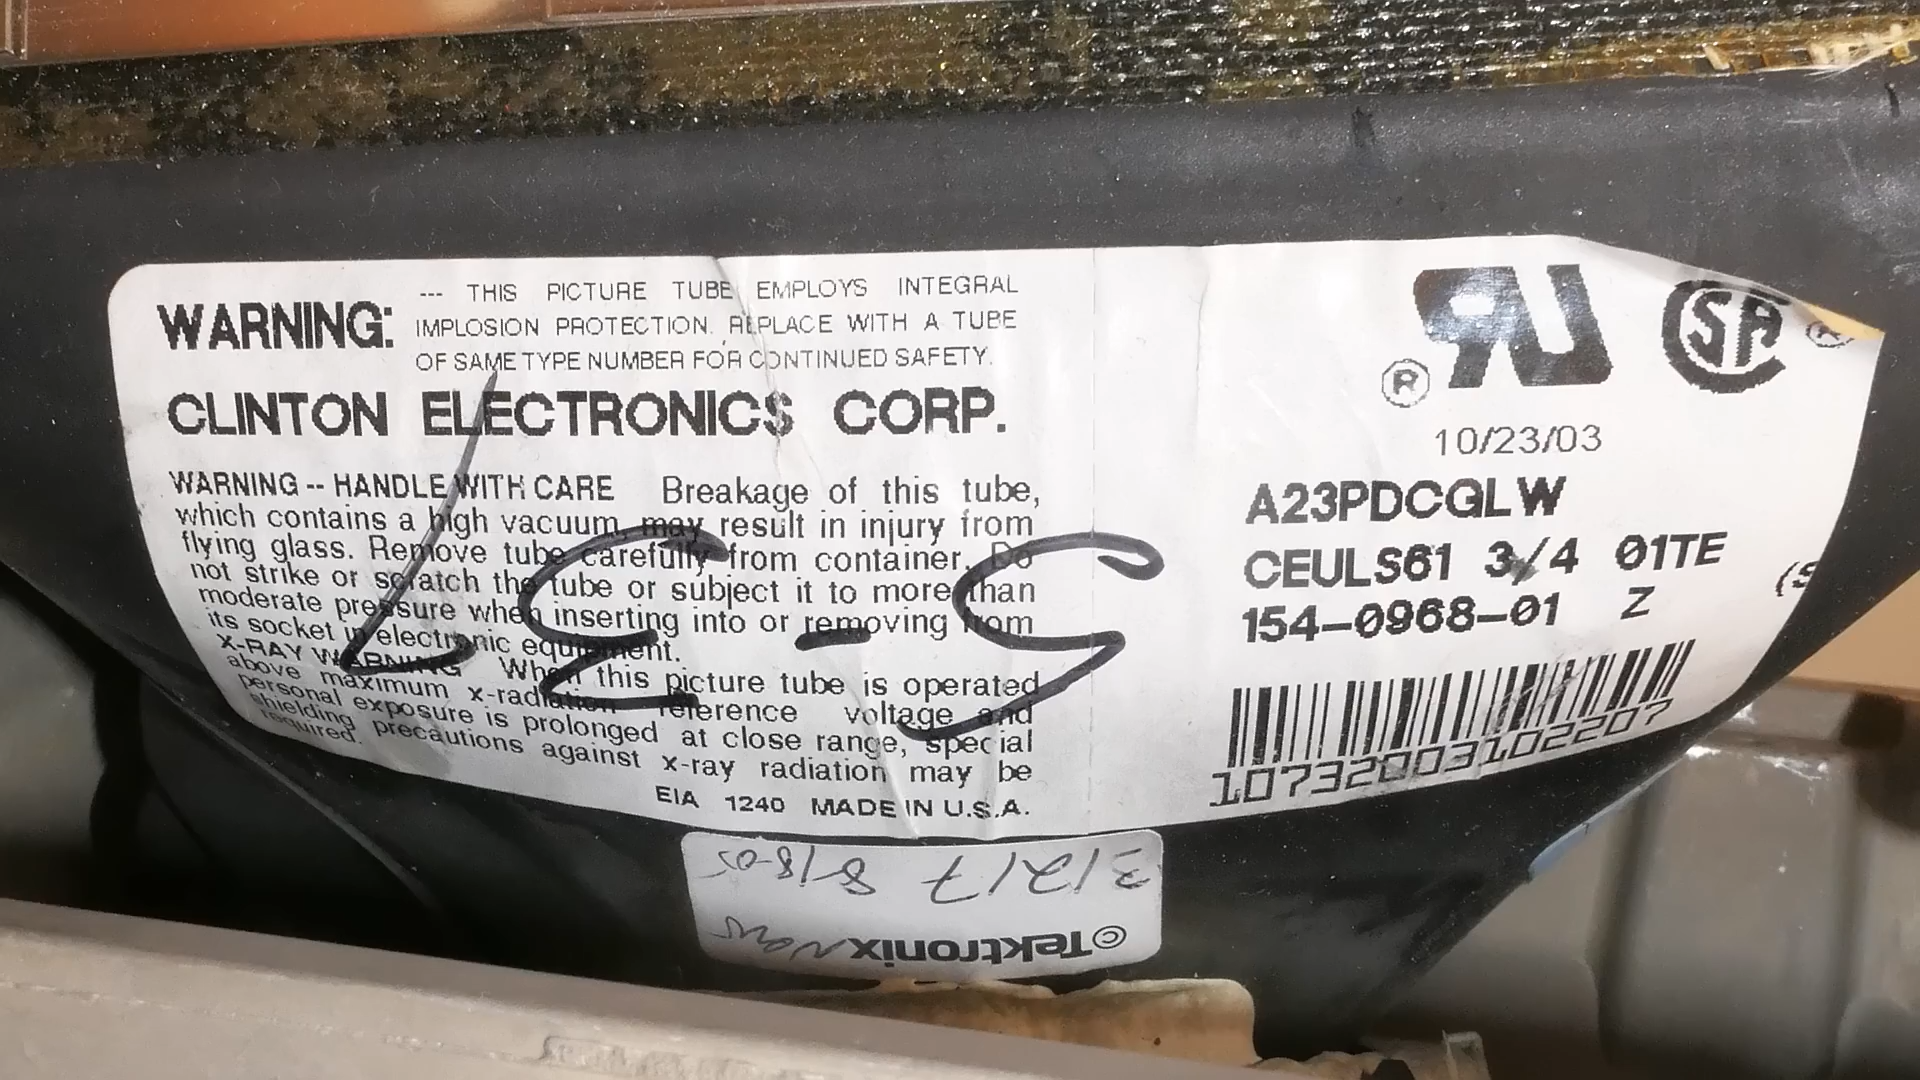 WARNING: --- THIS PICTURE TUBE EMPLOYS INTEGRAL
IMPLOSION PROTECTION. REPLACE WITH A TUBE
OF SAME TYPE NUMBER FOR CONTINUED SAFETY.
CLINTON ELECTRONICS CORP.
WARNING -- HANDLE WITH CARE Breakage of this tube,
which contains a high vacuum, may result in injury from
flying glass. Remove tube carefully from container. Do
not strike or scratch the tube or subject it to more than
moderate pressure when inserting into or removing from
its socket in electronic equipment.
X-RAY WARNING When this picture tube is operated
above maximum x-radiation reference voltage and
personal exposure is prolonged at close range, special
shielding precautions against x-ray radiation may be
required.
EIA 1240 MADE IN U.S.A.
® RU CSA ®
10/23/03
A23PDCGLW
CEULS61 3/4 01TE
154-0968-01 Z
(S
1073200310220?
©Tektronix
31217 8/8-05